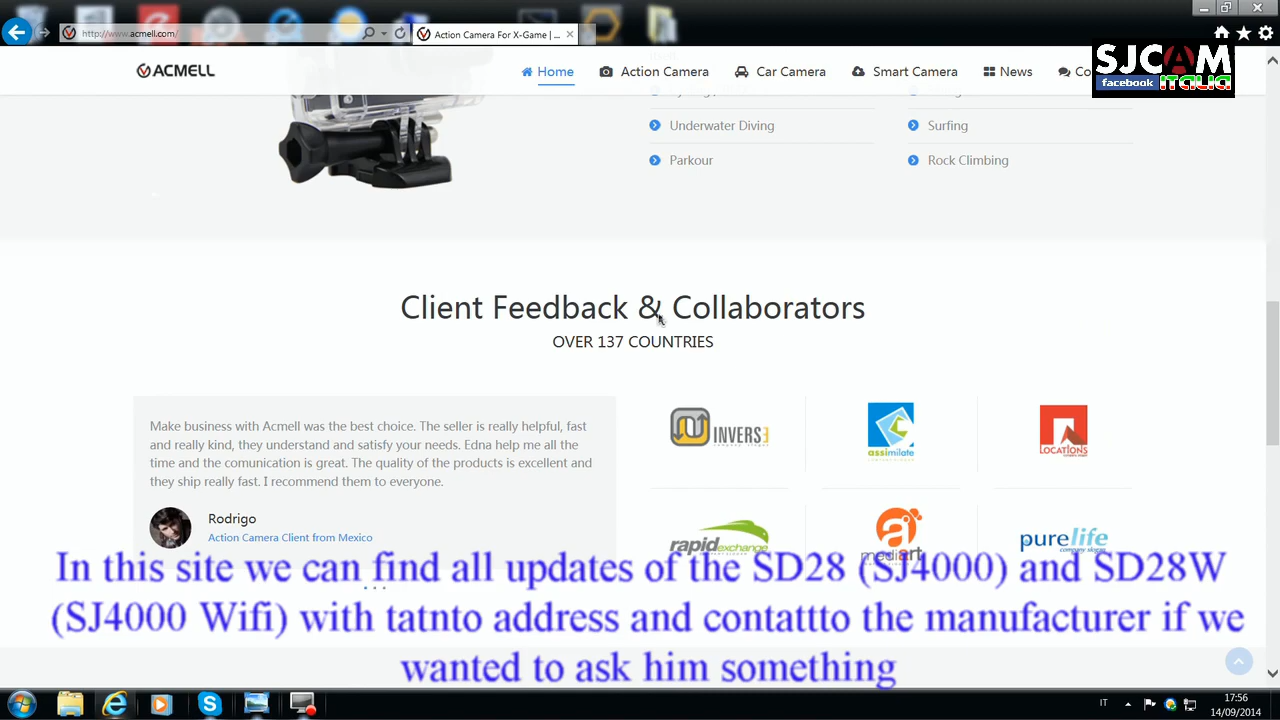 http://www.acmell.com/
Action Camera For X-Game | ...
ACMELL
Home
Action Camera
Car Camera
Smart Camera
News
SJCAM
facebook ITALIA
Underwater Diving
Surfing
Parkour
Rock Climbing
Client Feedback & Collaborators
OVER 137 COUNTRIES
Make business with Acmell was the best choice. The seller is really helpful, fast
and really kind, they understand and satisfy your needs. Edna help me all the
time and the comunication is great. The quality of the products is excellent and
they ship really fast. I recommend them to everyone.
Rodrigo
Action Camera Client from Mexico
INVERS3
assimilate
LOCATIONS
rapidexchange
mediart
purelife
In this site we can find all updates of the SD28 (SJ4000) and SD28W
(SJ4000 Wifi) with tatnto address and contattto the manufacturer if we
wanted to ask him something
IT
17:56
14/09/2014